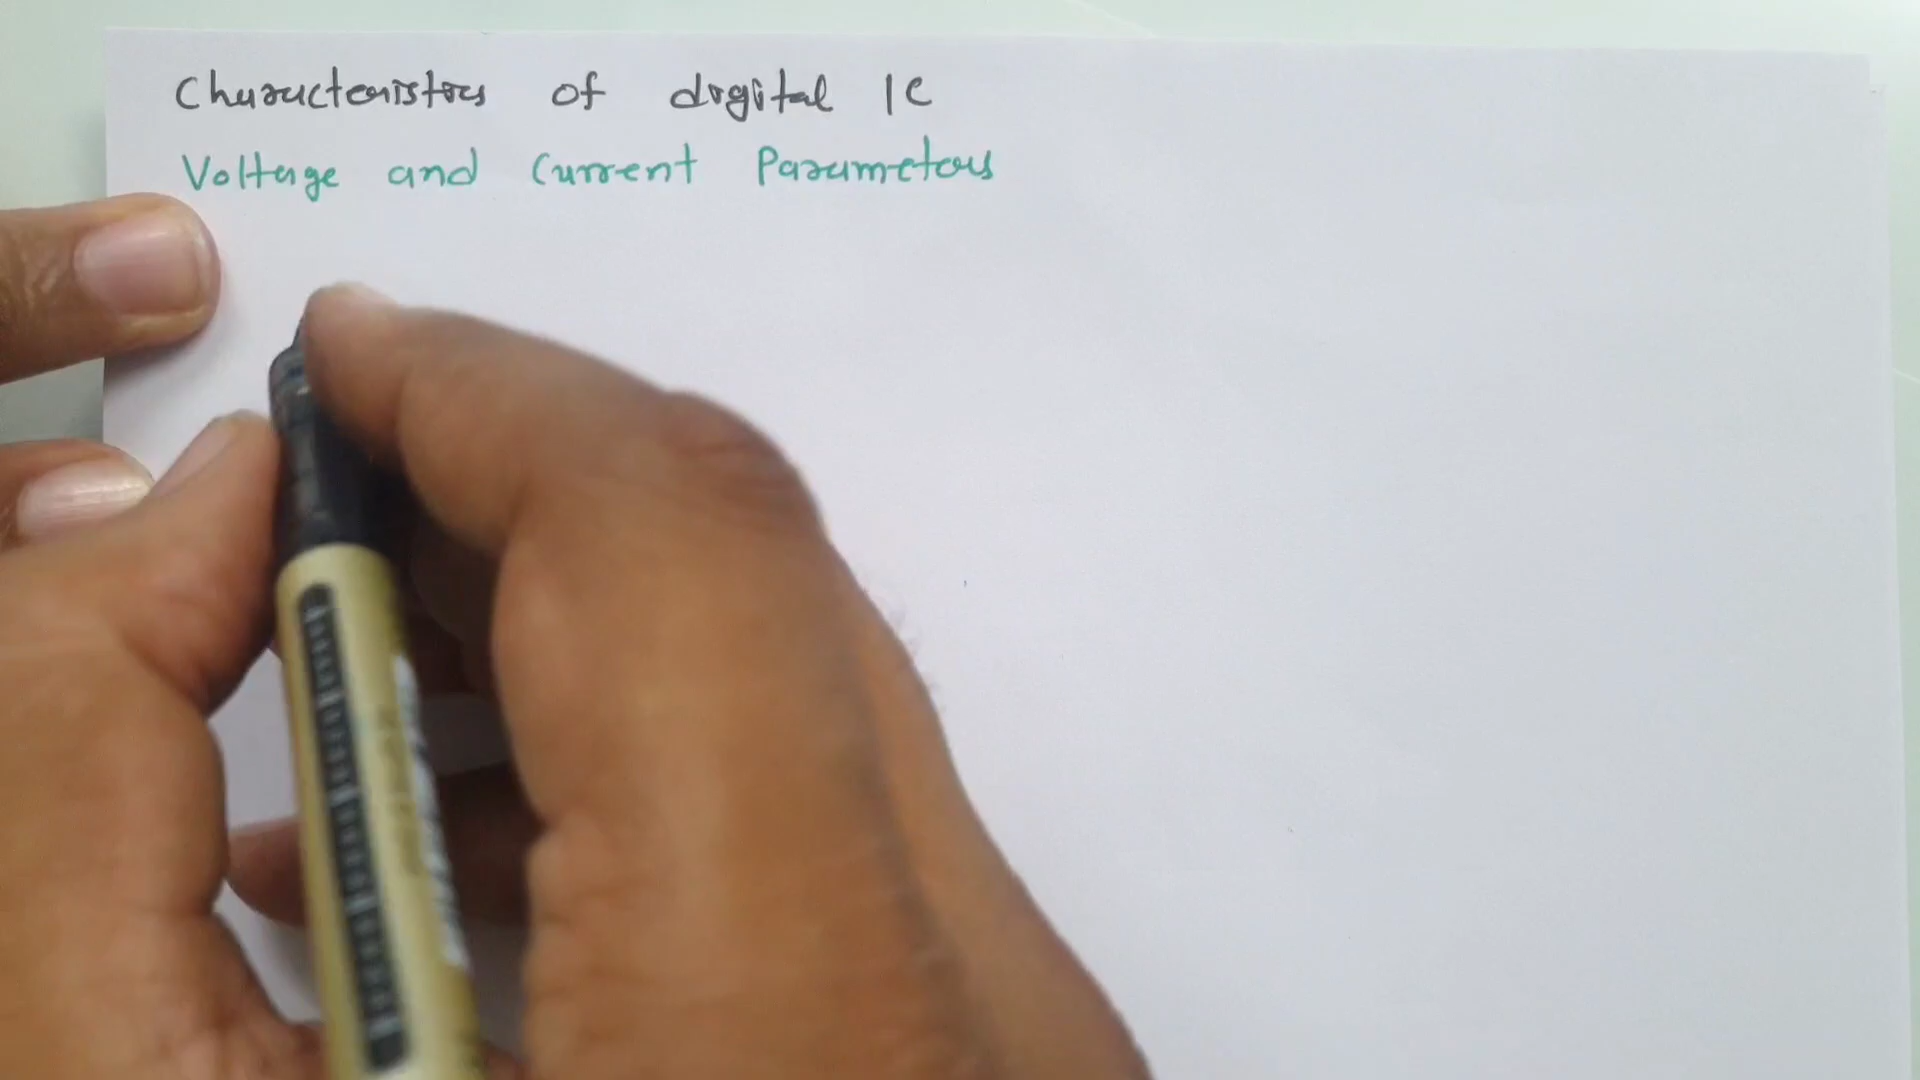 Characteristics of digital IC
Voltage and Current Parameters